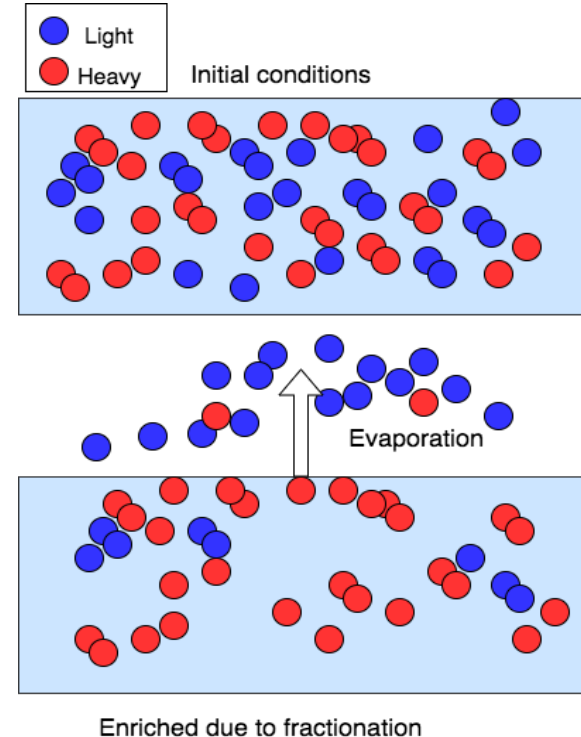 Light
Heavy
Initial conditions
Evaporation
Enriched due to fractionation